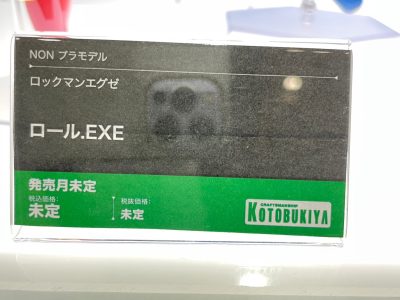 NON プラモデル
ロックマンエグゼ
ロール.EXE
発売月未定
税込価格:
未定
税抜価格:
未定
CRAFTSMANSHIP
KOTOBUKIYA